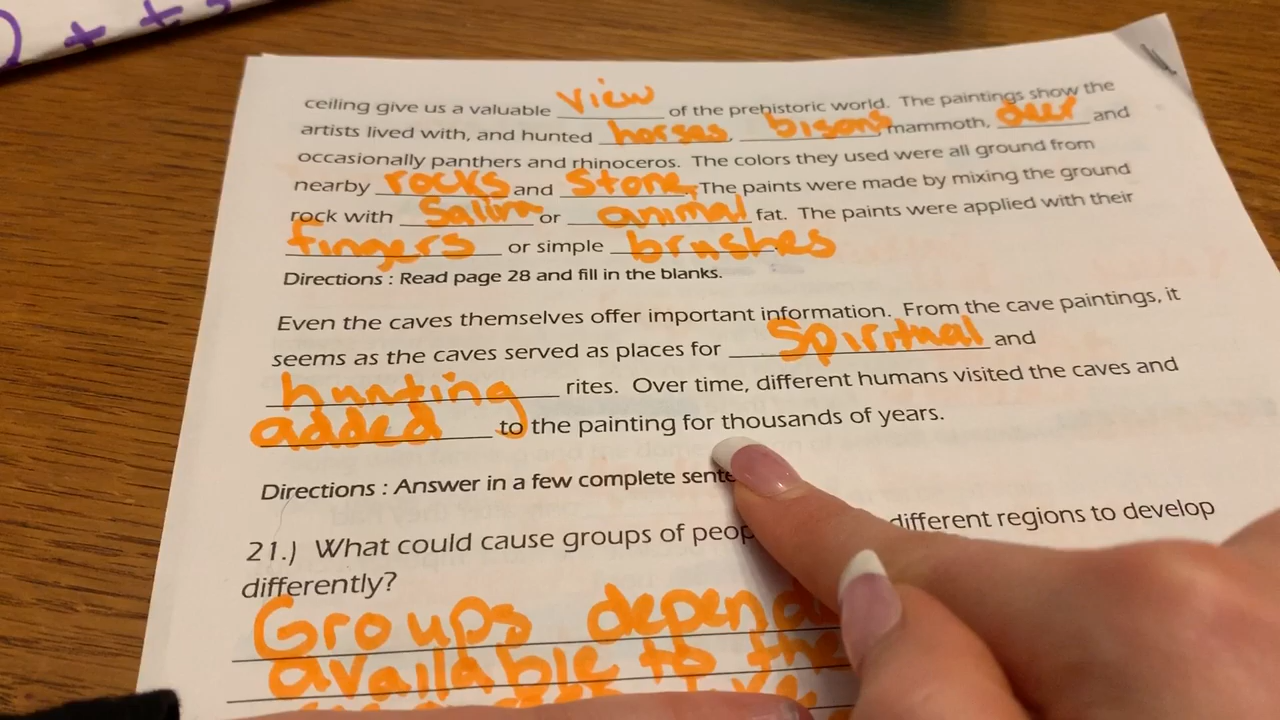 ceiling give us a valuable view of the prehistoric world. The paintings show the
artists lived with, and hunted horses, bisons, mammoth, deer and
occasionally panthers and rhinoceros. The colors they used were all ground from
nearby rocks and Stone. The paints were made by mixing the ground
rock with or animal fat. The paints were applied with their
fingers or simple brushes.
Directions : Read page 28 and fill in the blanks.
Even the caves themselves offer important information. From the cave paintings, it
seems as the caves served as places for Spiritual and
hunting rites. Over time, different humans visited the caves and
added to the painting for thousands of years.
Directions : Answer in a few complete
21.) What could cause groups of different regions to develop
differently?
Groups
available to the